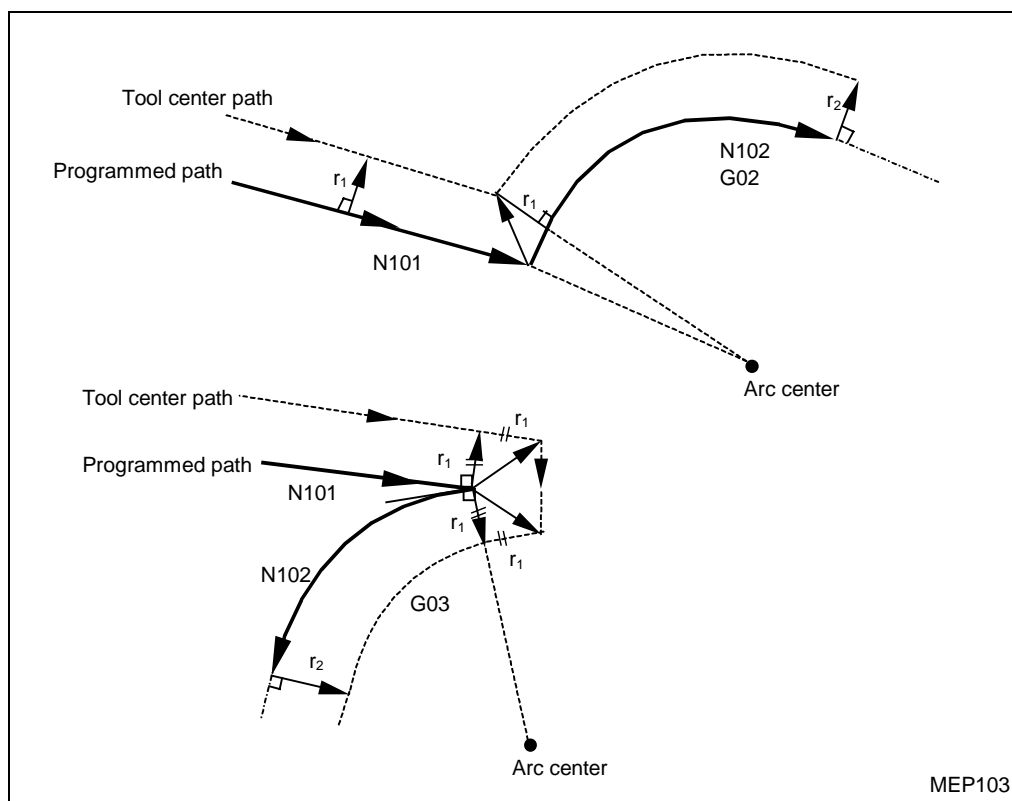 Tool center path
r2
N102
G02
Programmed path
r1
r1
N101
Arc center
Tool center path
r1
Programmed path
r1
N101
r1
r1
N102
G03
r2
Arc center
MEP103